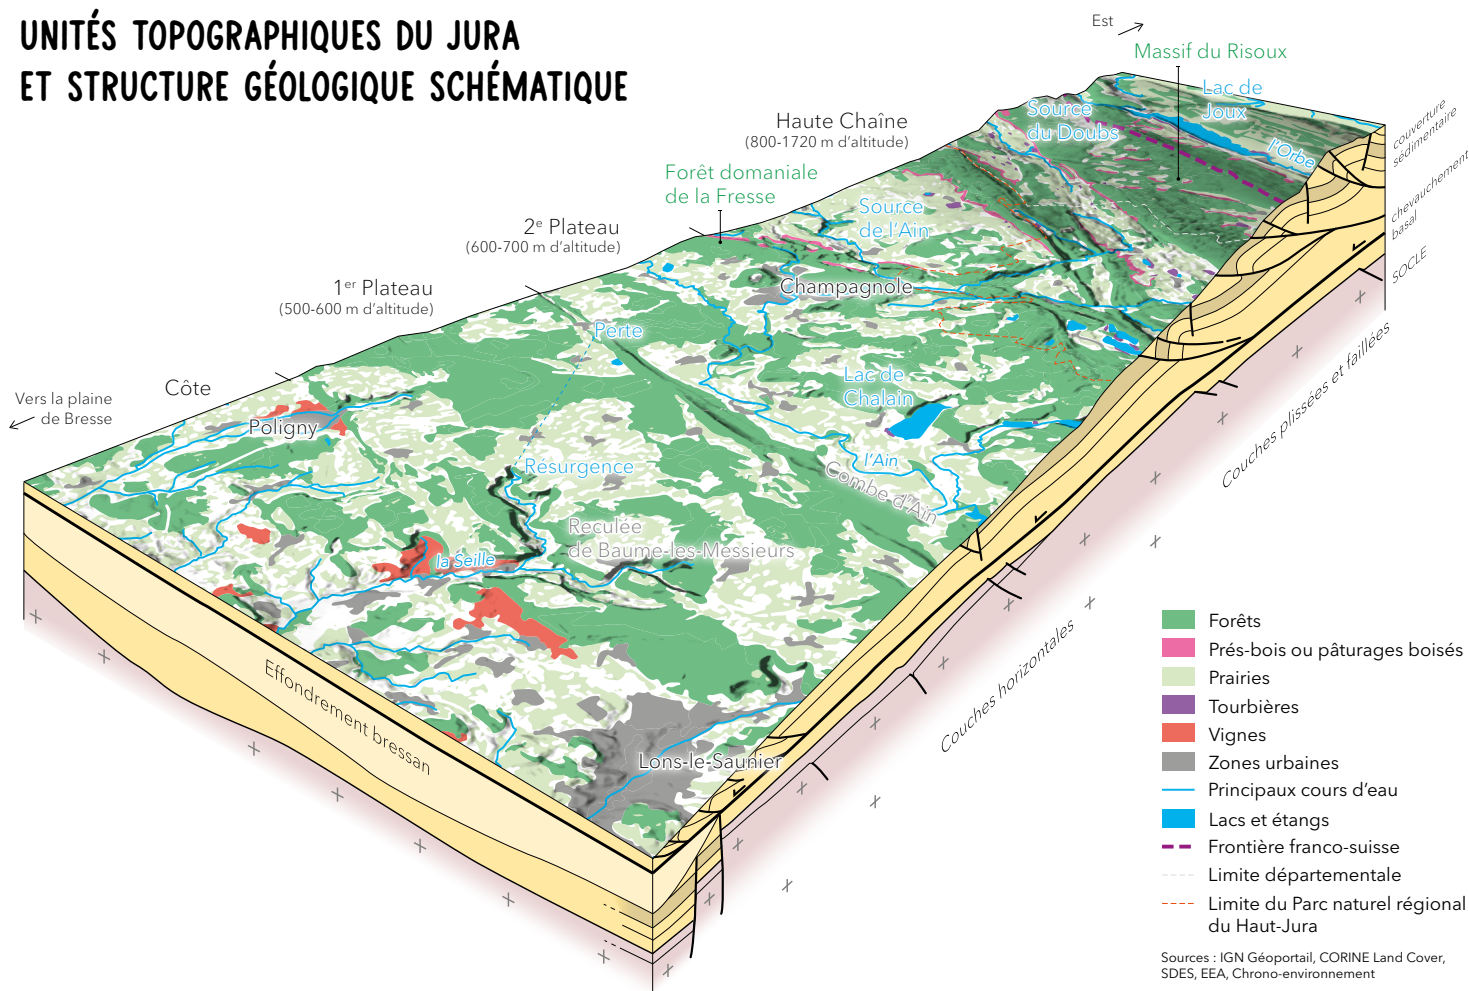 UNITÉS TOPOGRAPHIQUES DU JURA
ET STRUCTURE GÉOLOGIQUE SCHÉMATIQUE
Est
Massif du Risoux
Lac de
Joux
Source
du Doubs
l'Orbe
couverture
sédimentaire
chevauchement
basal
SOCLE
Haute Chaîne
(800-1720 m d'altitude)
Forêt domaniale
de la Fresse
Source
de l'Ain
2e Plateau
(600-700 m d'altitude)
Champagnole
1er Plateau
(500-600 m d'altitude)
Perte
Côte
Vers la plaine
de Bresse
Poligny
Lac de
Chalain
l'Ain
Combe d'Ain
Résurgence
Reculée
de Baume-les-Messieurs
la Seille
Couches plissées et faillées
Couches horizontales
Effondrement bressan
Lons-le-Saunier
Forêts
Prés-bois ou pâturages boisés
Prairies
Tourbières
Vignes
Zones urbaines
Principaux cours d'eau
Lacs et étangs
Frontière franco-suisse
Limite départementale
Limite du Parc naturel régional
du Haut-Jura
Sources : IGN Géoportail, CORINE Land Cover,
SDES, EEA, Chrono-environnement